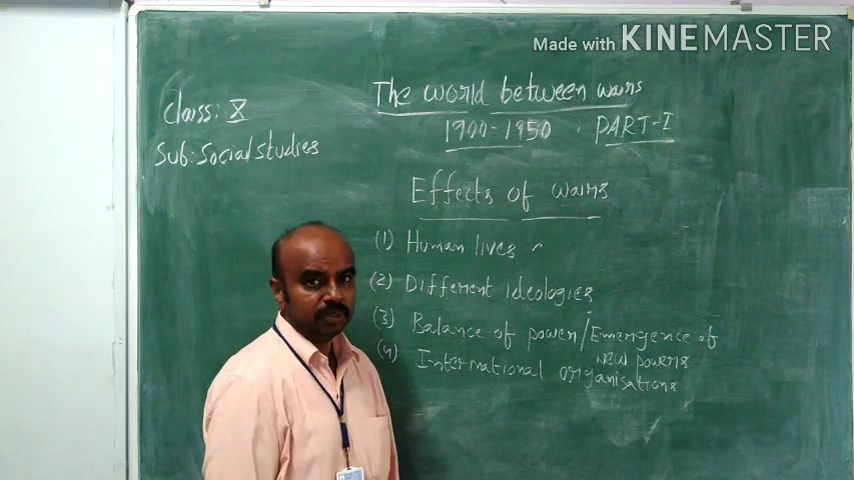 Made with KINEMASTER
The world between wars
1900-1950 : PART-I
Class: X
Sub: Social studies
Effects of wars
(1) Human lives
(2) Different ideologies
(3) Balance of power/Emergence of
new powers
(4) International organisations